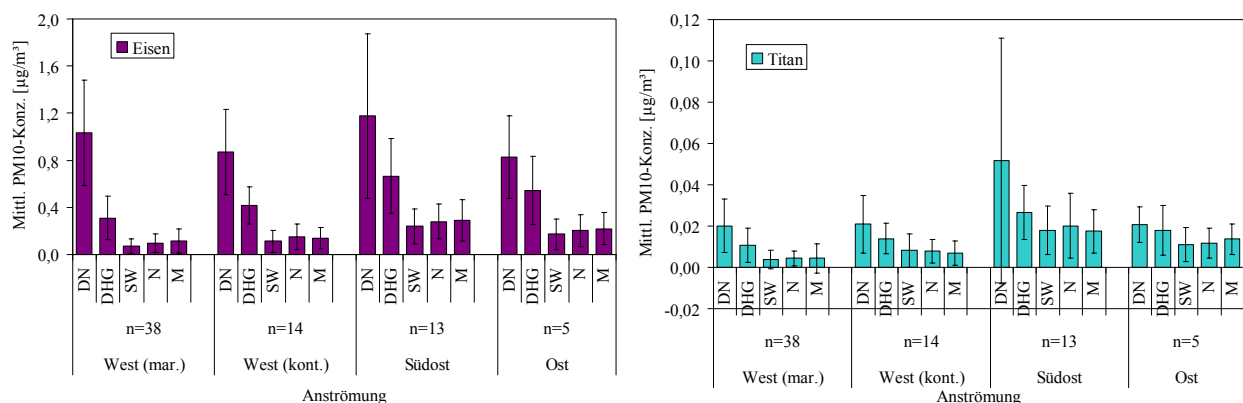 Mittl. PM10-Konz. [µg/m³]
2,0
1,6
1,2
0,8
0,4
0,0
Eisen
DN DHG SW N M DN DHG SW N M DN DHG SW N M DN DHG SW N M
n=38 n=14 n=13 n=5
West (mar.) West (kont.) Südost Ost
Anströmung
Mittl. PM10-Konz. [µg/m³]
0,12
0,10
0,08
0,06
0,04
0,02
0,00
-0,02
Titan
DN DHG SW N M DN DHG SW N M DN DHG SW N M DN DHG SW N M
n=38 n=14 n=13 n=5
West (mar.) West (kont.) Südost Ost
Anströmung